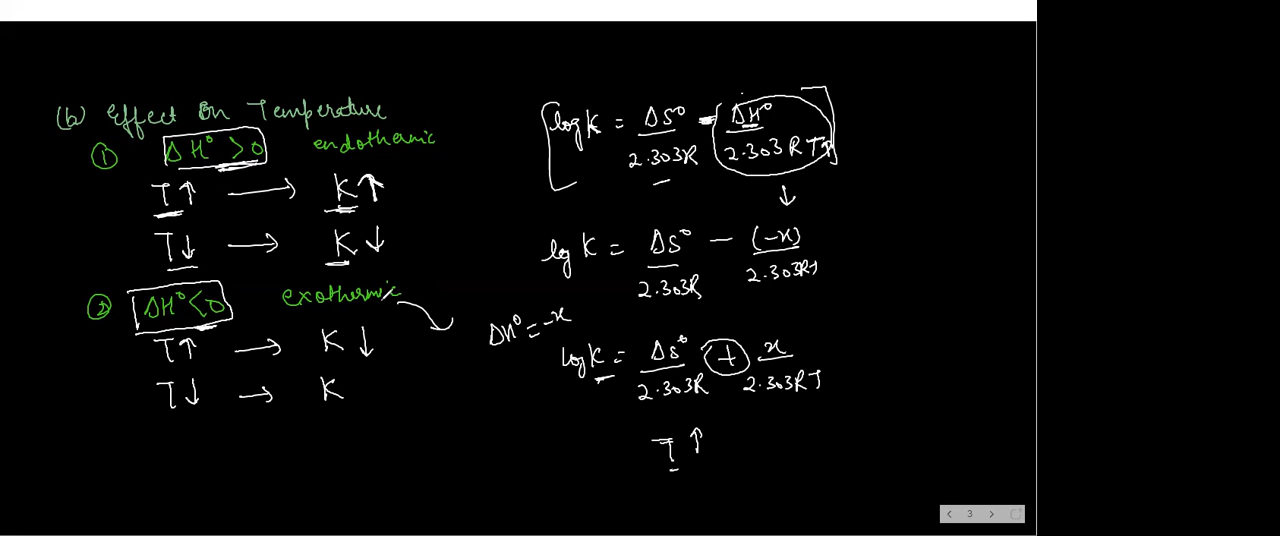 (b) Effect On Temperature
① ΔH° > 0 endothermic
T↑ → K↑
T↓ → K↓
② ΔH° < 0 exothermic
T↑ → K↓
T↓ → K
log K = ΔS°/2.303R - ΔH°/2.303RT↑
↓
log K = ΔS°/2.303R - (-x)/2.303RT
ΔH° = -x
log K = ΔS°/2.303R + x/2.303RT
T↑
< 3 >